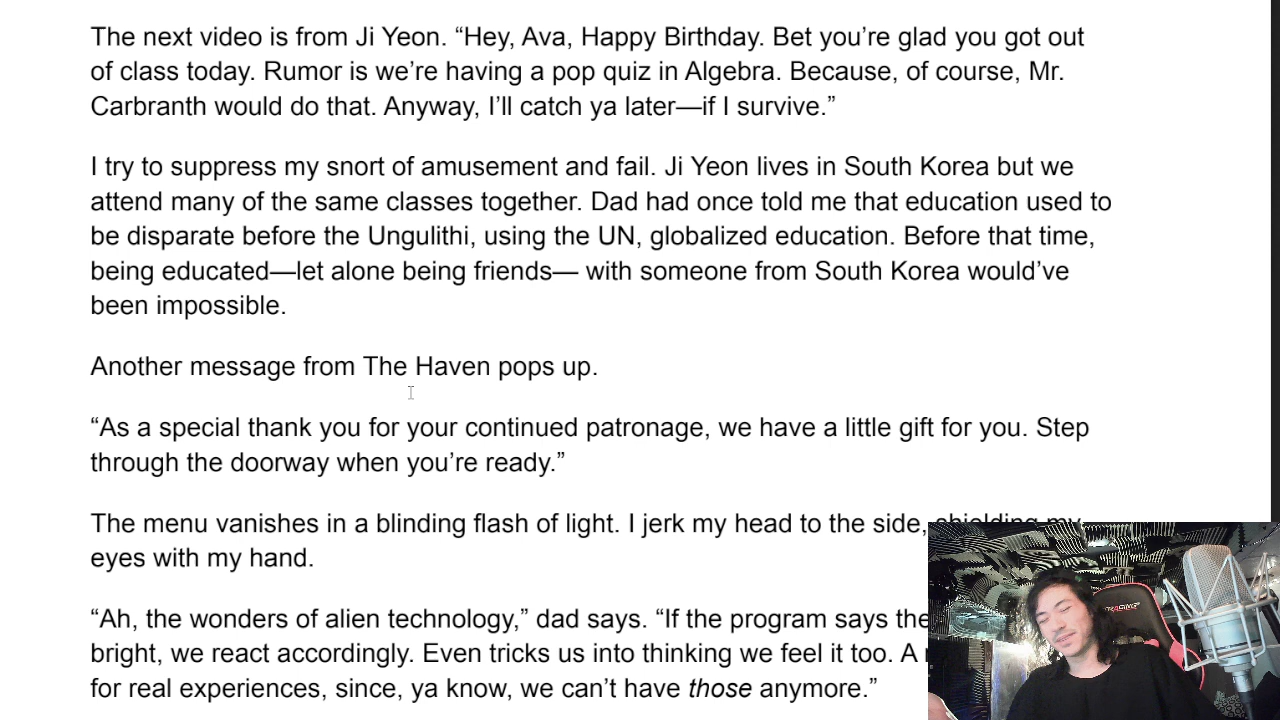 The next video is from Ji Yeon. “Hey, Ava, Happy Birthday. Bet you’re glad you got out
of class today. Rumor is we’re having a pop quiz in Algebra. Because, of course, Mr.
Carbranth would do that. Anyway, I’ll catch ya later—if I survive.”
I try to suppress my snort of amusement and fail. Ji Yeon lives in South Korea but we
attend many of the same classes together. Dad had once told me that education used to
be disparate before the Ungulithi, using the UN, globalized education. Before that time,
being educated—let alone being friends— with someone from South Korea would’ve
been impossible.
Another message from The Haven pops up.
“As a special thank you for your continued patronage, we have a little gift for you. Step
through the doorway when you’re ready.”
The menu vanishes in a blinding flash of light. I jerk my head to the side, shielding my
eyes with my hand.
“Ah, the wonders of alien technology,” dad says. “If the program says the
bright, we react accordingly. Even tricks us into thinking we feel it too. A
for real experiences, since, ya know, we can’t have those anymore.”